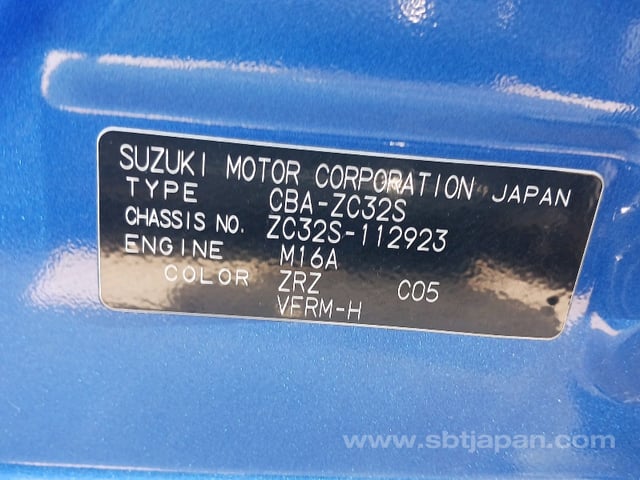 SUZUKI MOTOR CORPORATION JAPAN
TYPE CBA-ZC32S
CHASSIS NO. ZC32S-112923
ENGINE M16A
COLOR ZRZ C05
VFRM-H
www.sbtjapan.com